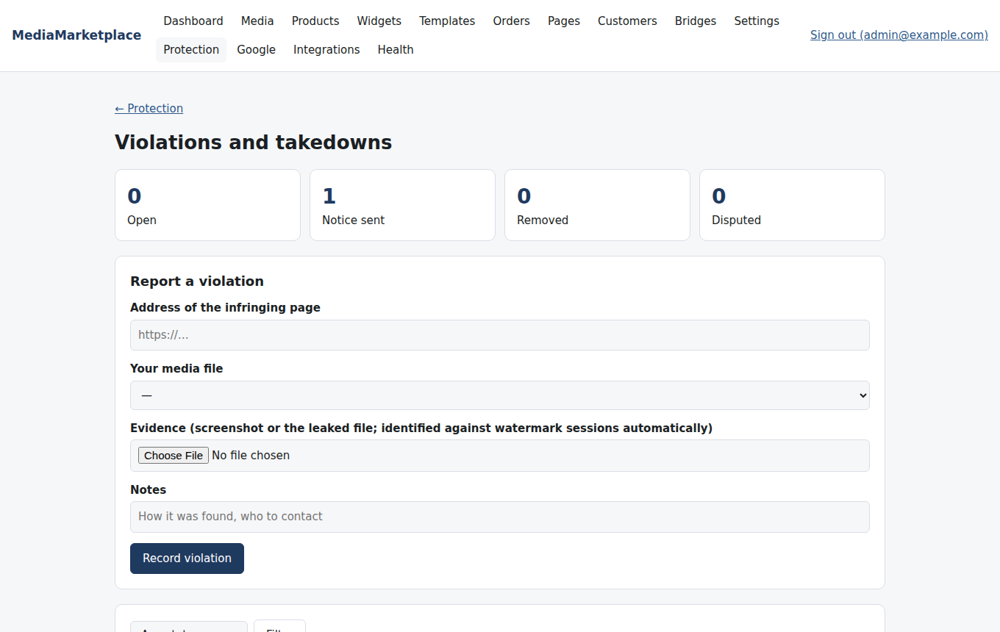 MediaMarketplace
Dashboard Media Products Widgets Templates Orders Pages Customers Bridges Settings
Protection Google Integrations Health
Sign out (admin@example.com)
← Protection
Violations and takedowns
0
Open
1
Notice sent
0
Removed
0
Disputed
Report a violation
Address of the infringing page
https://...
Your media file
—
Evidence (screenshot or the leaked file; identified against watermark sessions automatically)
Choose File No file chosen
Notes
How it was found, who to contact
Record violation